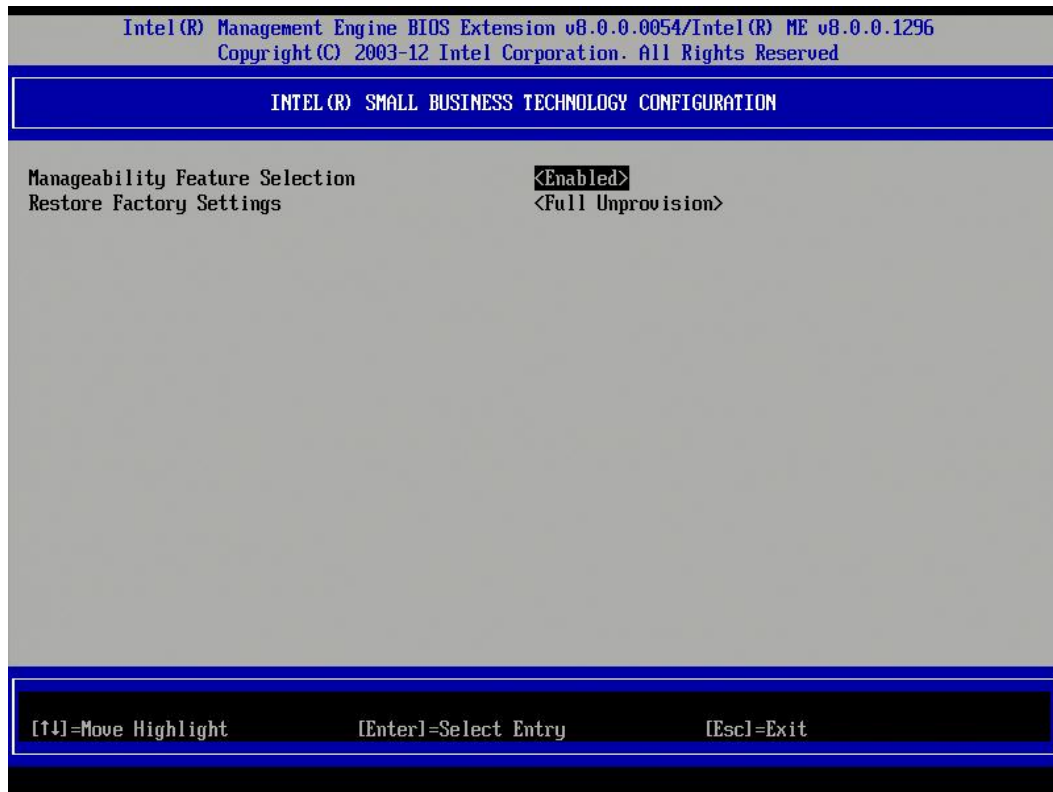 Intel(R) Management Engine BIOS Extension v8.0.0.0054/Intel(R) ME v8.0.0.1296
Copyright(C) 2003-12 Intel Corporation. All Rights Reserved
INTEL(R) SMALL BUSINESS TECHNOLOGY CONFIGURATION
Manageability Feature Selection <Enabled>
Restore Factory Settings <Full Unprovision>
[↑↓]=Move Highlight [Enter]=Select Entry [Esc]=Exit